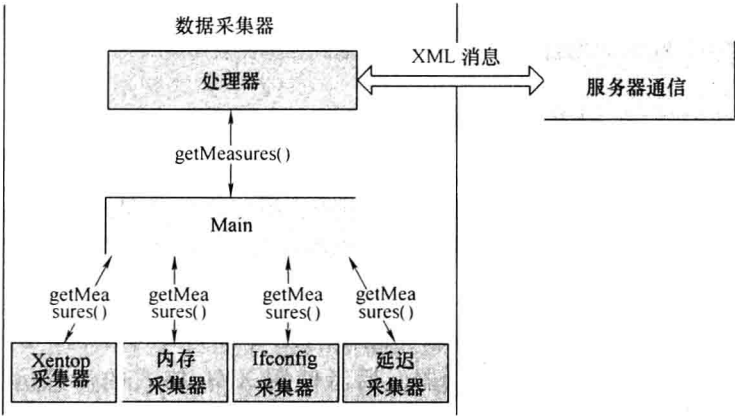 数据采集器
XML 消息
处理器
服务器通信
getMeasures()
Main
getMea
sures()
getMea
sures()
getMea
sures()
getMea
sures()
Xentop
采集器
内存
采集器
Ifconfig
采集器
延迟
采集器